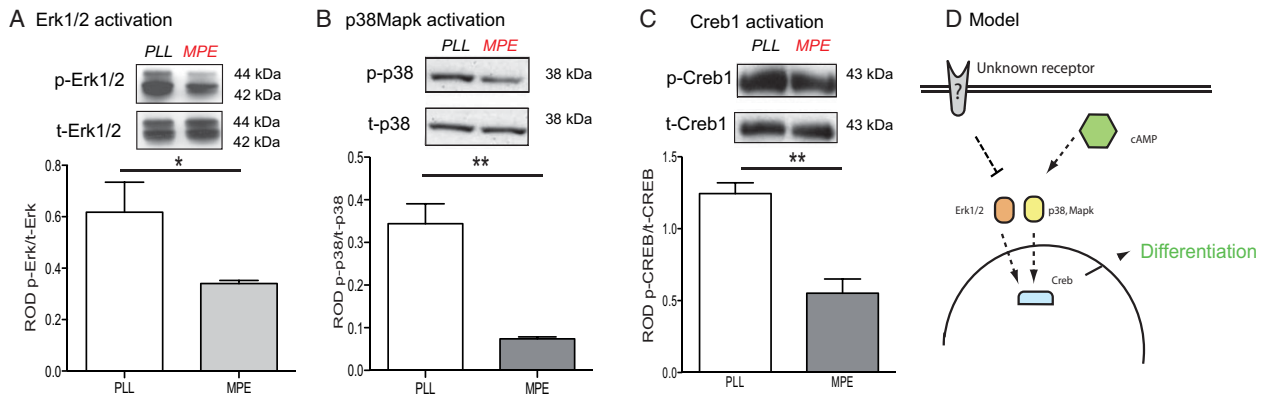 A Erk1/2 activation
PLL MPE
p-Erk1/2
44 kDa
42 kDa
t-Erk1/2
44 kDa
42 kDa
ROD p-Erk/t-Erk
0.8
0.6
0.4
0.2
0.0
*
PLL MPE
B p38Mapk activation
PLL MPE
p-p38
38 kDa
t-p38
38 kDa
ROD p-p38/t-p38
0.5
0.4
0.3
0.2
0.1
0.0
**
PLL MPE
C Creb1 activation
PLL MPE
p-Creb1
43 kDa
t-Creb1
43 kDa
ROD p-CREB/t-CREB
1.5
1.0
0.5
0.0
**
PLL MPE
D Model
Unknown receptor
?
cAMP
Erk1/2
p38, Mapk
Creb
Differentiation